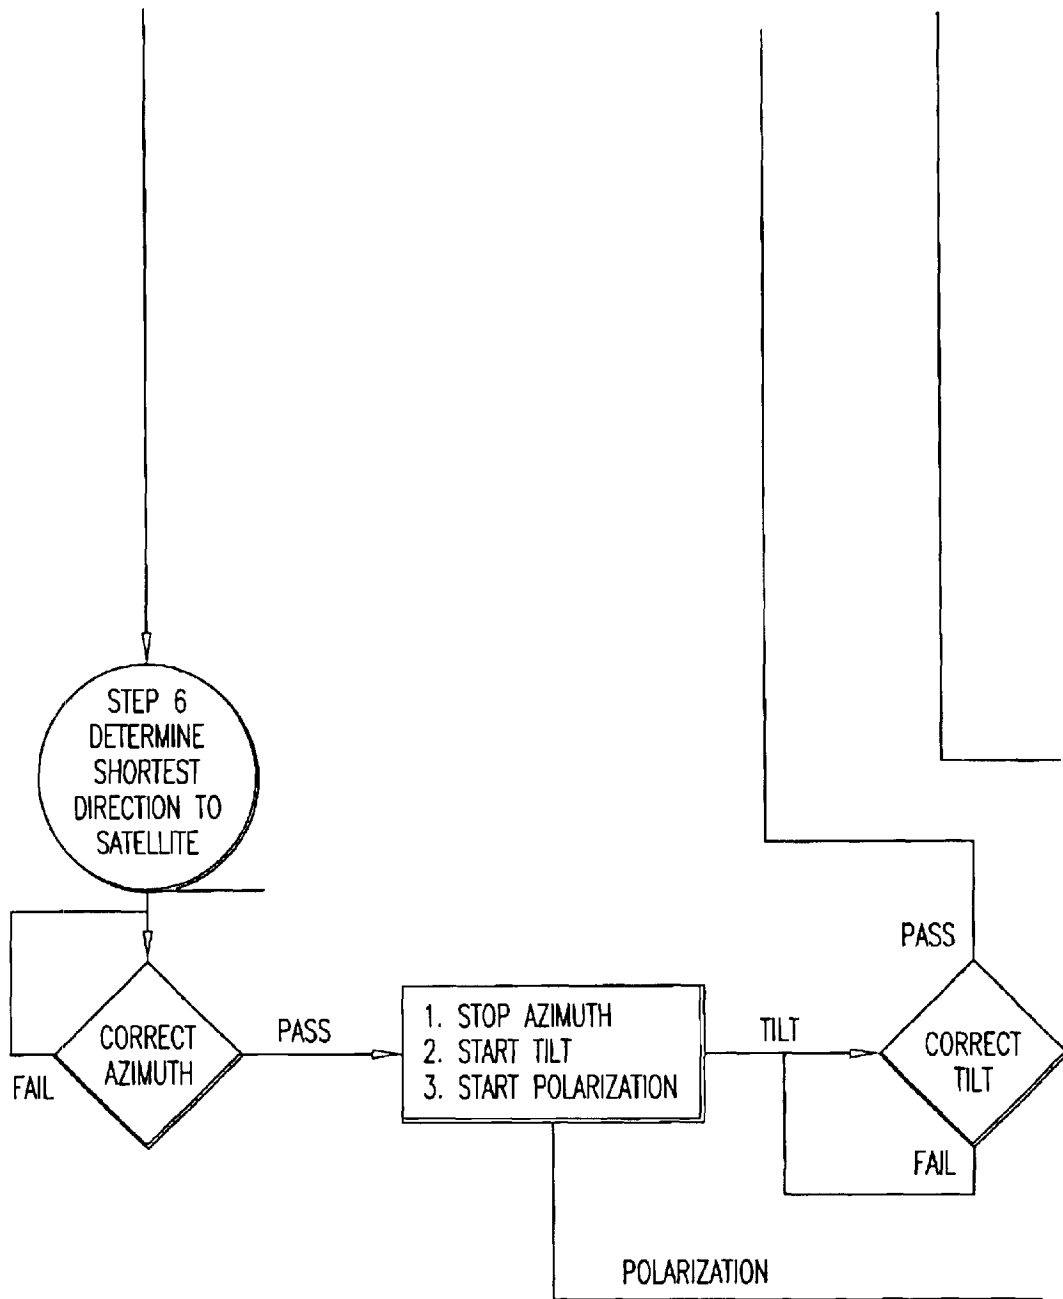 STEP 6
DETERMINE
SHORTEST
DIRECTION TO
SATELLITE
CORRECT
AZIMUTH
FAIL
PASS
1. STOP AZIMUTH
2. START TILT
3. START POLARIZATION
TILT
CORRECT
TILT
PASS
FAIL
POLARIZATION